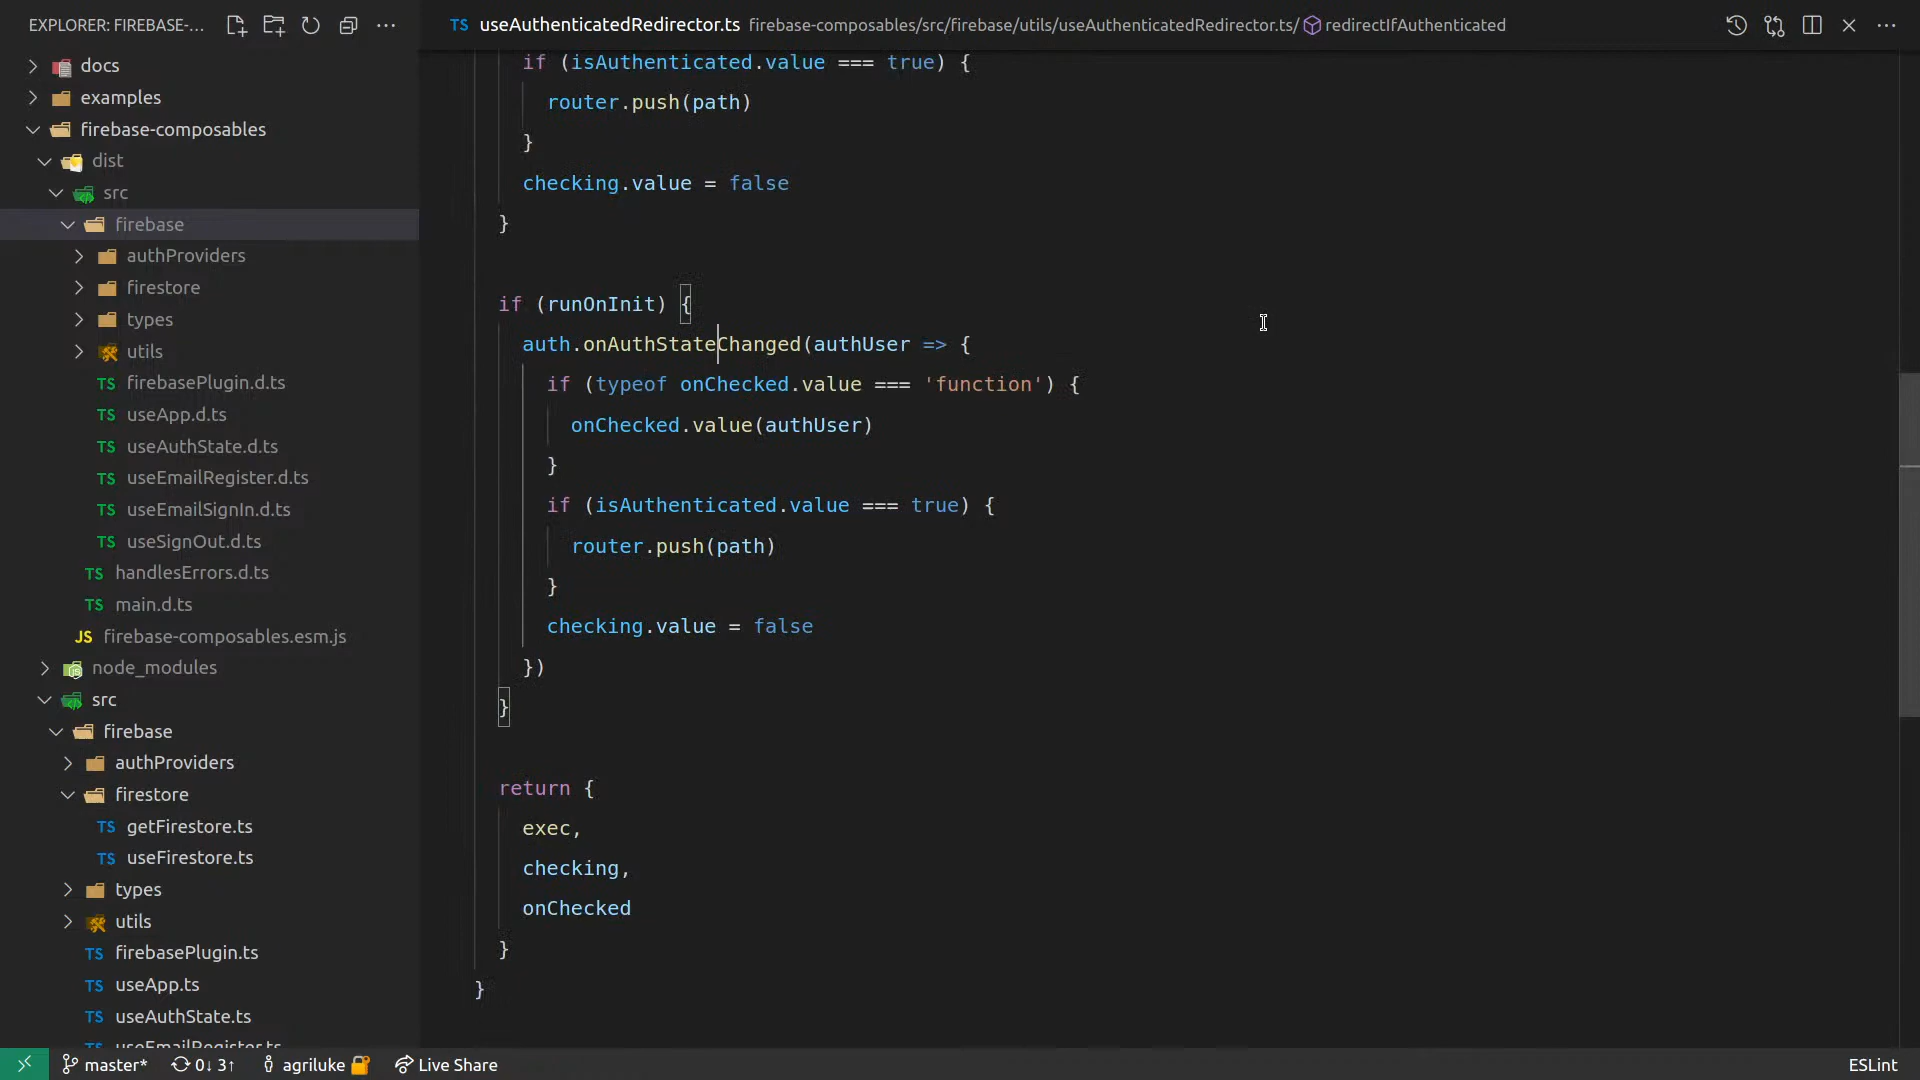 EXPLORER: FIREBASE-...
docs
examples
firebase-composables
dist
src
firebase
authProviders
firestore
types
utils
TS firebasePlugin.d.ts
TS useApp.d.ts
TS useAuthState.d.ts
TS useEmailRegister.d.ts
TS useEmailSignIn.d.ts
TS useSignOut.d.ts
TS handlesErrors.d.ts
TS main.d.ts
JS firebase-composables.esm.js
node_modules
src
firebase
authProviders
firestore
TS getFirestore.ts
TS useFirestore.ts
types
utils
TS firebasePlugin.ts
TS useApp.ts
TS useAuthState.ts
TS useEmailRegister.ts
TS useAuthenticatedRedirector.ts firebase-composables/src/firebase/utils/useAuthenticatedRedirector.ts/ redirectIfAuthenticated
if (isAuthenticated.value === true) {
router.push(path)
}
checking.value = false
}
if (runOnInit) {
auth.onAuthStateChanged(authUser => {
if (typeof onChecked.value === 'function') {
onChecked.value(authUser)
}
if (isAuthenticated.value === true) {
router.push(path)
}
checking.value = false
})
}
return {
exec,
checking,
onChecked
}
}
master* 0↓ 3↑ agriluke Live Share ESLint